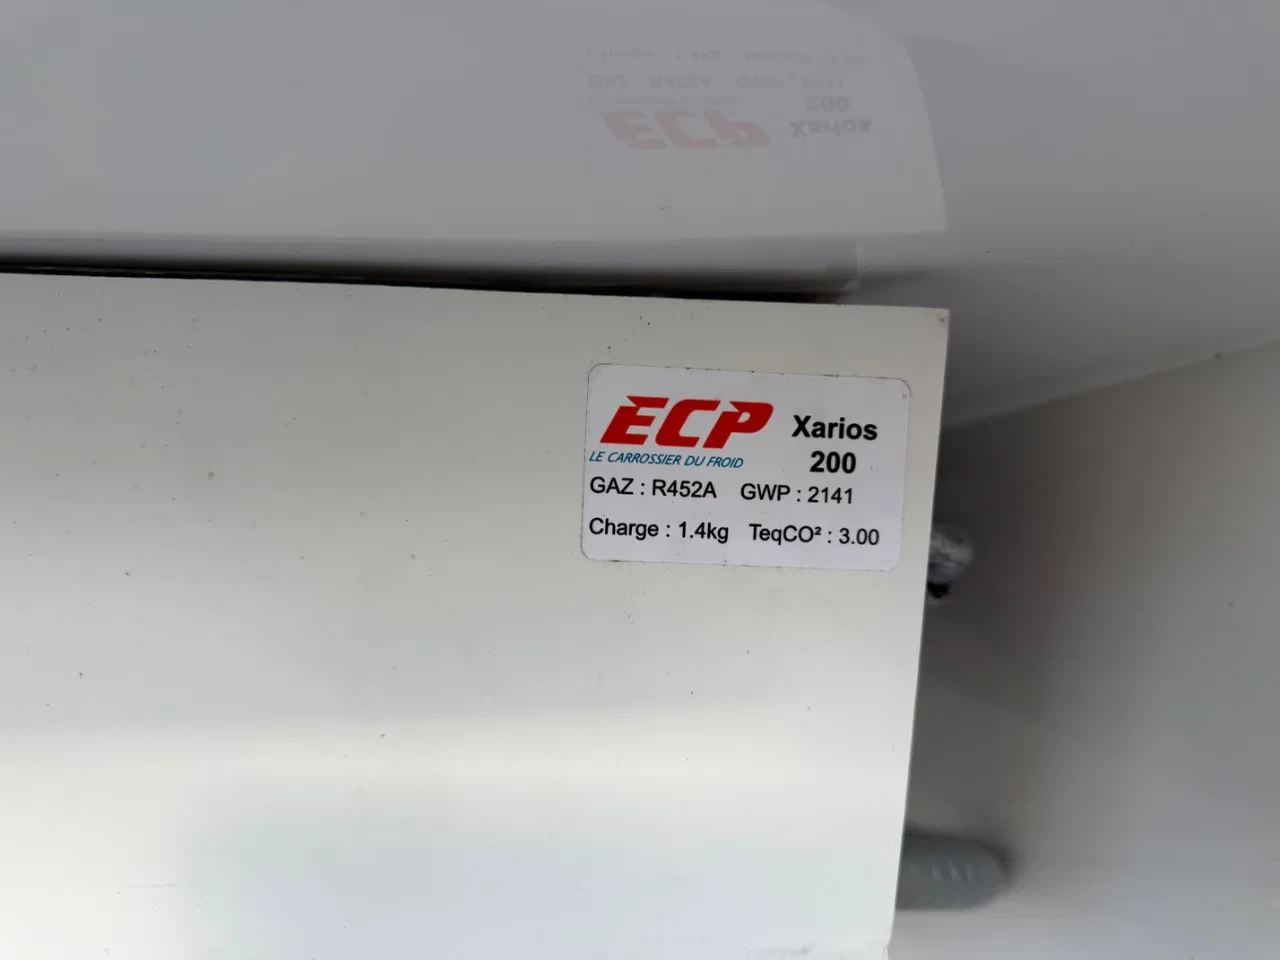 ECP Xarios
LE CARROSSIER DU FROID 200
GAZ : R452A GWP : 2141
Charge : 1.4kg TeqCO² : 3.00